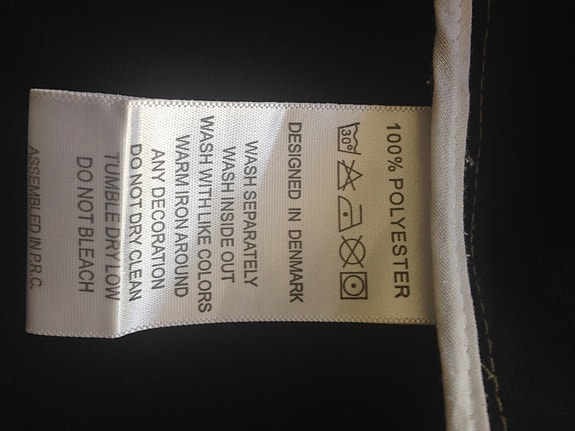 100% POLYESTER
30°
DESIGNED IN DENMARK
WASH SEPARATELY
WASH INSIDE OUT
WASH WITH LIKE COLORS
WARM IRON AROUND
ANY DECORATION
DO NOT DRY CLEAN
TUMBLE DRY LOW
DO NOT BLEACH
ASSEMBLED IN P.R.C.